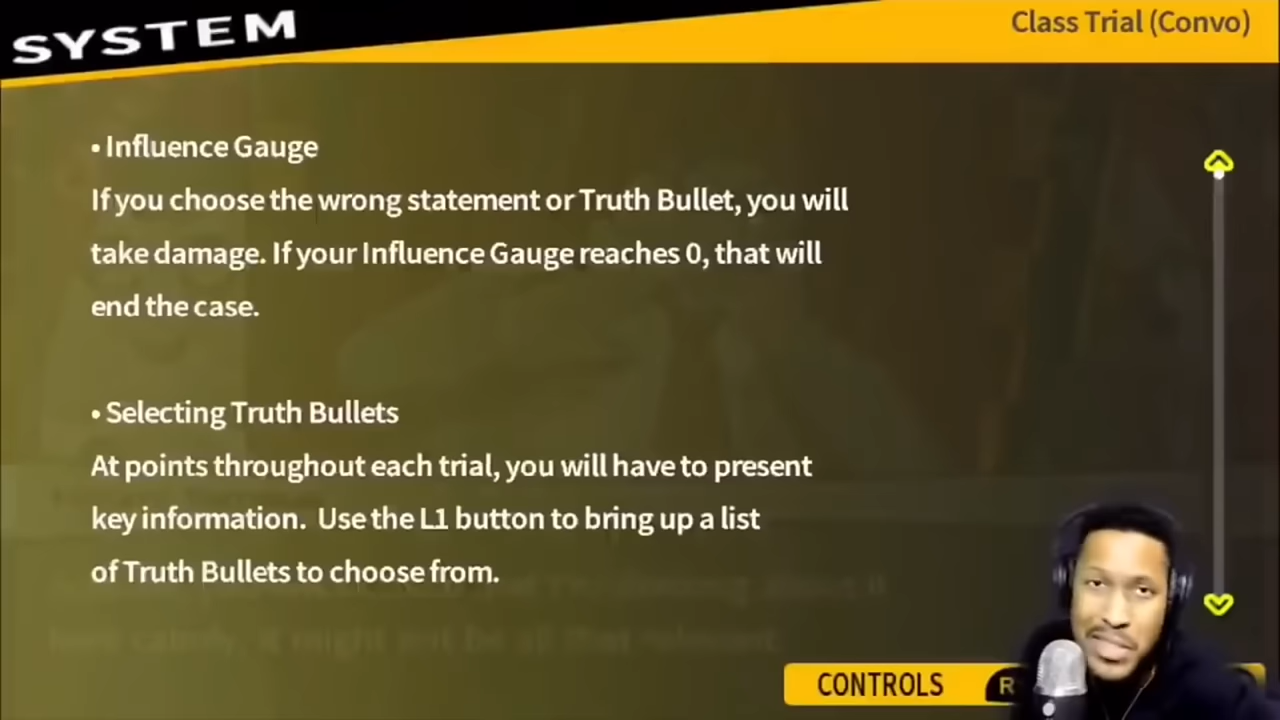 SYSTEM
Class Trial (Convo)
• Influence Gauge
If you choose the wrong statement or Truth Bullet, you will
take damage. If your Influence Gauge reaches 0, that will
end the case.
• Selecting Truth Bullets
At points throughout each trial, you will have to present
key information. Use the L1 button to bring up a list
of Truth Bullets to choose from.
CONTROLS R